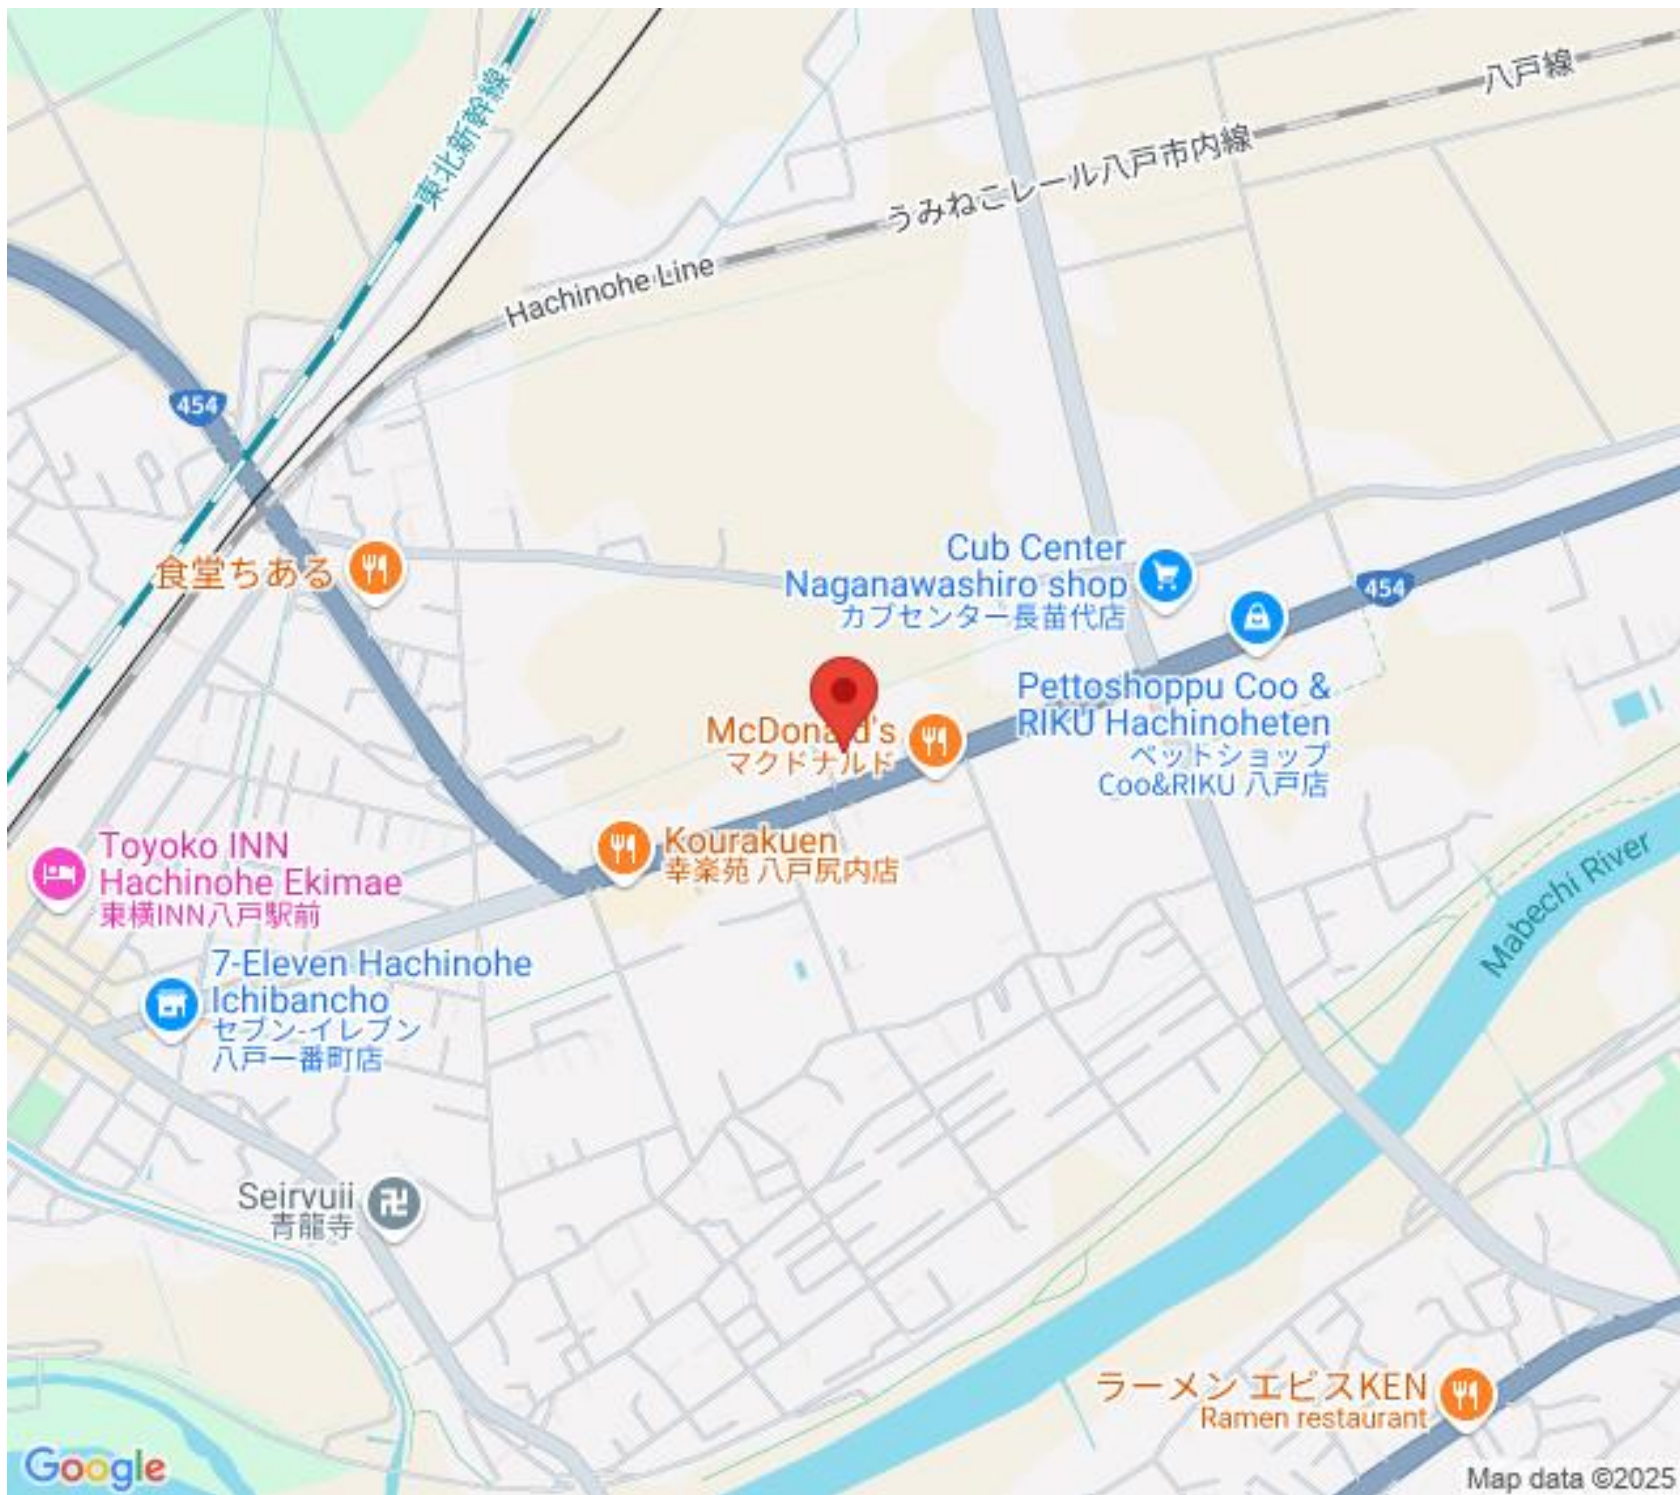 東北新幹線
八戸線
うみねこレール八戸市内線
Hachinohe Line
454
食堂ちある
Cub Center
Naganawashiro shop
カブセンター長苗代店
454
McDonald's
マクドナルド
Pettoshoppu Coo &
RIKU Hachinoheten
ペットショップ
Coo&RIKU 八戸店
Kourakuen
幸楽苑 八戸尻内店
Toyoko INN
Hachinohe Ekimae
東横INN八戸駅前
Mabechi River
7-Eleven Hachinohe
Ichibancho
セブン-イレブン
八戸一番町店
Seiryuji
青龍寺
ラーメン エビスKEN
Ramen restaurant
Google
Map data ©2025